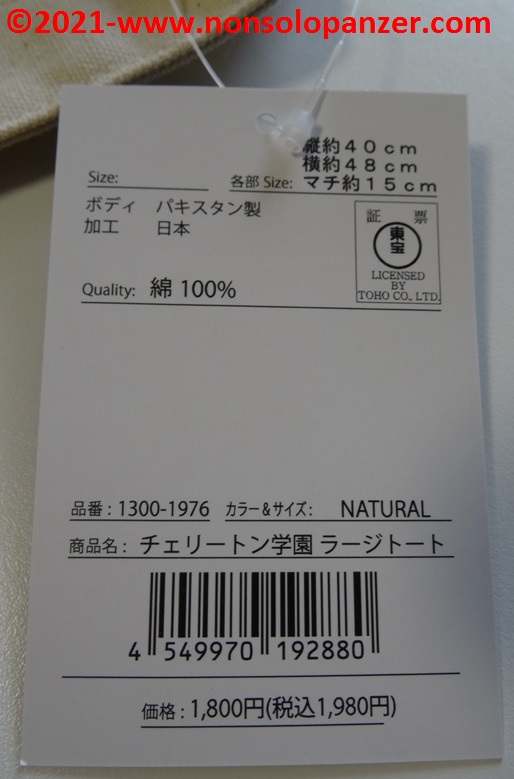 ©2021-www.nonsolopanzer.com
縦約４０ｃｍ
横約４８ｃｍ
Size: 各部 Size: マチ約１５ｃｍ
ボディ パキスタン製
加工 日本
証 票
東宝
LICENSED
BY
TOHO CO., LTD.
Quality: 綿 100%
品番 : 1300-1976 カラー&サイズ : NATURAL
商品名 : チェリートン学園 ラージトート
4 549970 192880
価格 : 1,800円(税込1,980円)